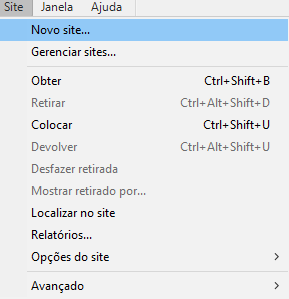 Site Janela Ajuda
Novo site...
Gerenciar sites...
Obter Ctrl+Shift+B
Retirar Ctrl+Alt+Shift+D
Colocar Ctrl+Shift+U
Devolver Ctrl+Alt+Shift+U
Desfazer retirada
Mostrar retirado por...
Localizar no site
Relatórios...
Opções do site
Avançado